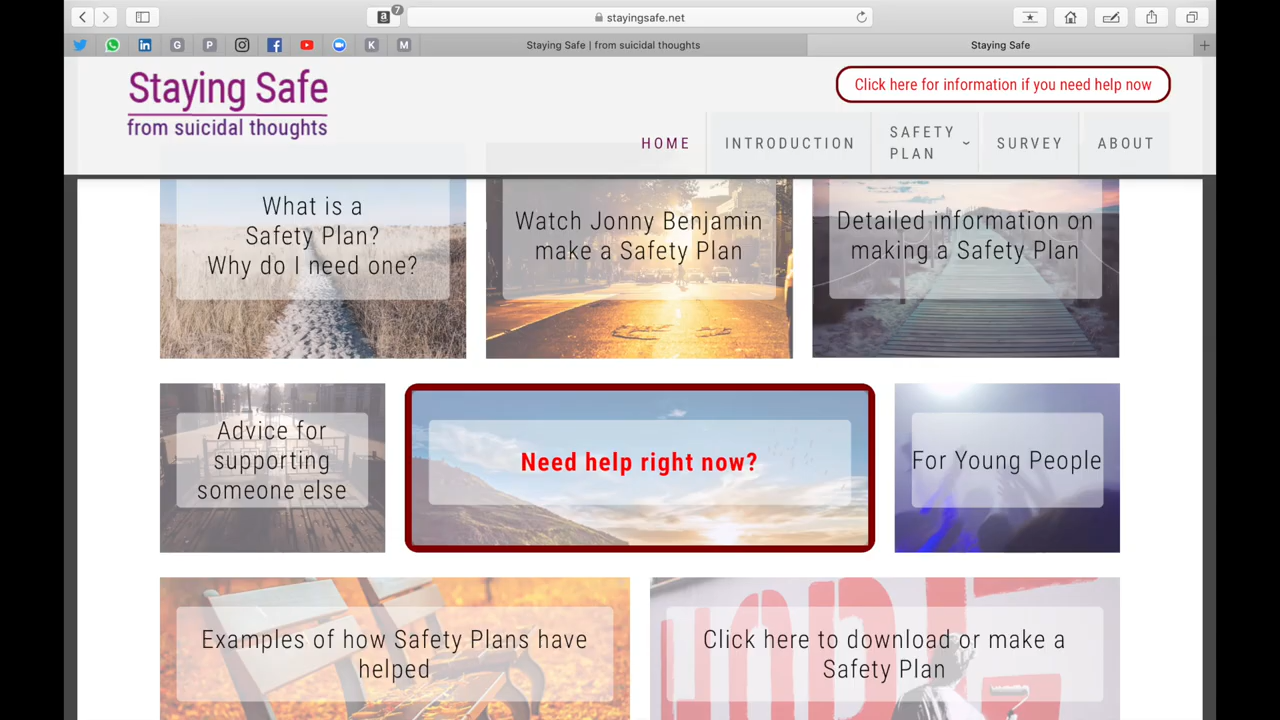 7
stayingsafe.net
G
P
K
M
Staying Safe | from suicidal thoughts
Staying Safe
Staying Safe
from suicidal thoughts
Click here for information if you need help now
HOME
INTRODUCTION
SAFETY
PLAN
SURVEY
ABOUT
What is a
Safety Plan?
Why do I need one?
Watch Jonny Benjamin
make a Safety Plan
Detailed information on
making a Safety Plan
Advice for
supporting
someone else
Need help right now?
For Young People
Examples of how Safety Plans have
helped
Click here to download or make a
Safety Plan